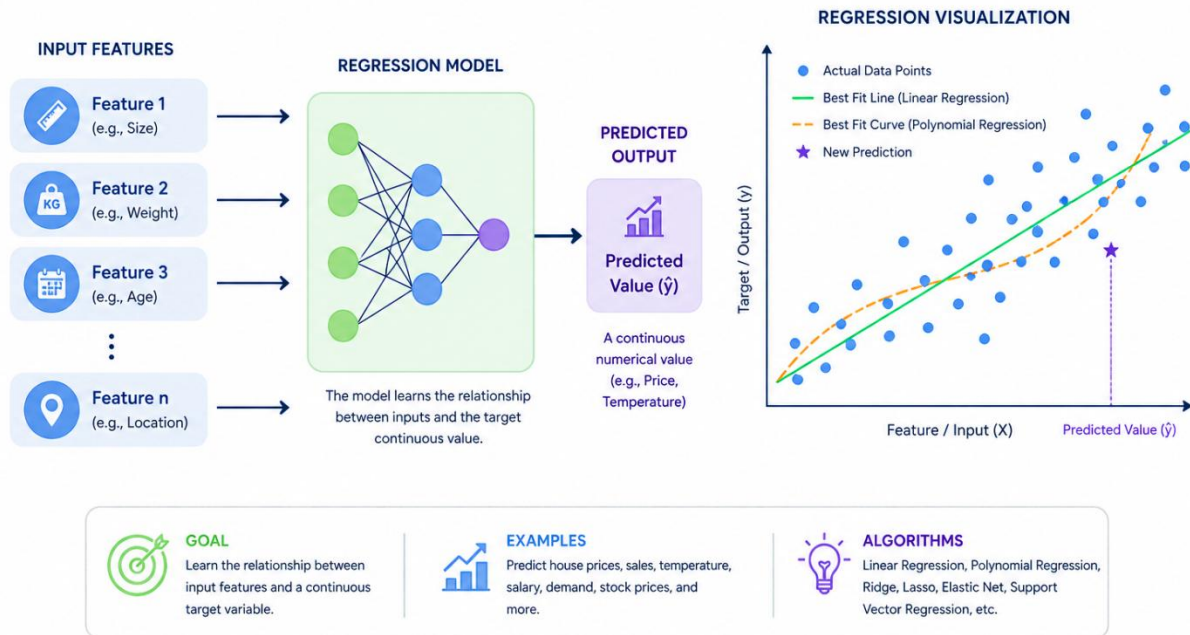 REGRESSION VISUALIZATION
INPUT FEATURES
Feature 1
(e.g., Size)
KG
Feature 2
(e.g., Weight)
Feature 3
(e.g., Age)
Feature n
(e.g., Location)
REGRESSION MODEL
The model learns the relationship
between inputs and the target
continuous value.
PREDICTED
OUTPUT
Predicted
Value (ŷ)
A continuous
numerical value
(e.g., Price,
Temperature)
Actual Data Points
Best Fit Line (Linear Regression)
Best Fit Curve (Polynomial Regression)
New Prediction
Target / Output (y)
Feature / Input (X)
Predicted Value (ŷ)
GOAL
Learn the relationship between
input features and a continuous
target variable.
EXAMPLES
Predict house prices, sales, temperature,
salary, demand, stock prices, and
more.
ALGORITHMS
Linear Regression, Polynomial Regression,
Ridge, Lasso, Elastic Net, Support
Vector Regression, etc.